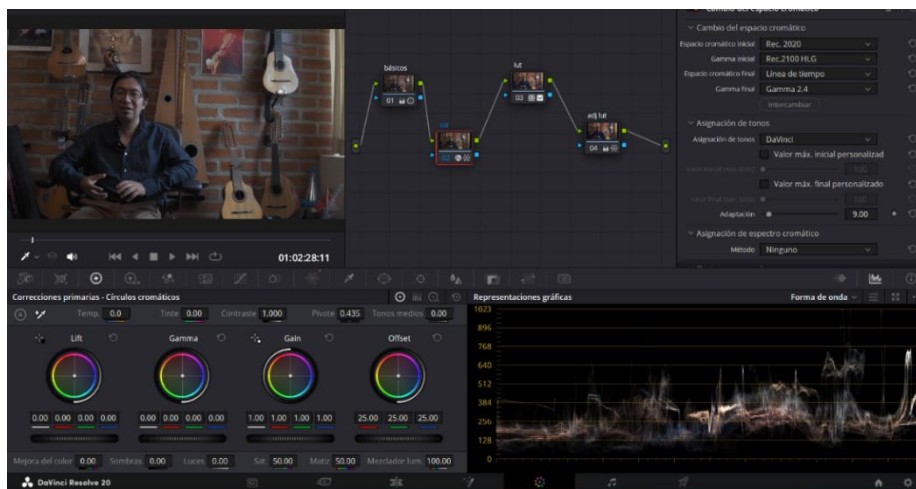 Cambio del espacio cromático
Cambio del espacio cromático
Espacio cromático inicial Rec. 2020
Gamma inicial Rec.2100 HLG
Espacio cromático final Línea de tiempo
Gamma final Gamma 2.4
Intercambiar
Asignación de tonos
Asignación de tonos DaVinci
Valor máx. inicial personalizad
Valor máx. final personalizado
Adaptación 9.00
Asignación de espectro cromático
Método Ninguno
básicos
01
02
lut
03
adj lut
04
01:02:28:11
Correcciones primarias - Círculos cromáticos
Temp. 0.0 Tinte 0.00 Contraste 1.000 Pivote 0.435 Tonos medios 0.00
Lift Gamma Gain Offset
0.00 0.00 0.00 0.00 0.00 0.00 0.00 0.00 1.00 1.00 1.00 1.00 25.00 25.00 25.00
Mejora del color 0.00 Sombras 0.00 Luces 0.00 Sat. 50.00 Matiz 50.00 Mezclador lum. 100.00
Representaciones gráficas Forma de onda
1023
896
768
640
512
384
256
128
0
DaVinci Resolve 20